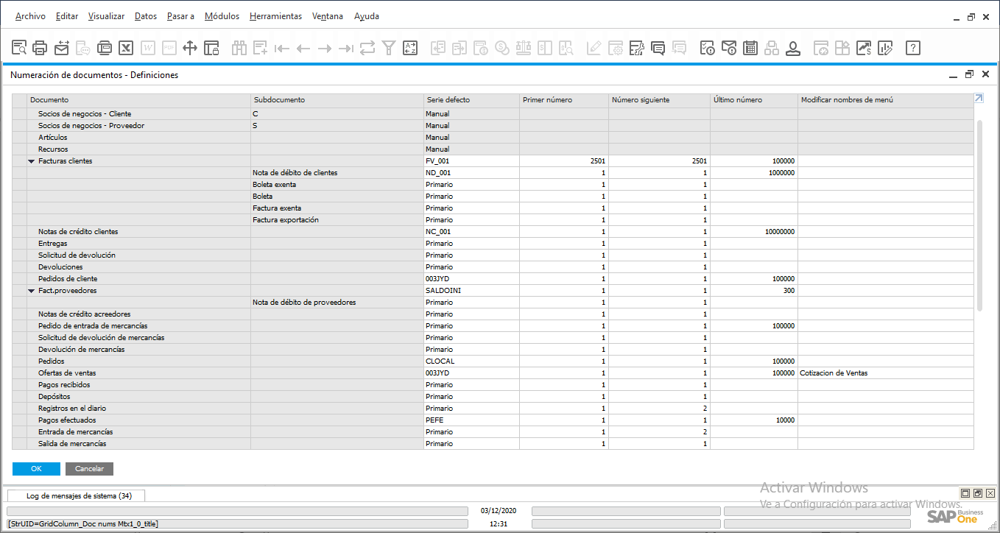 Archivo Editar Visualizar Datos Pasar a Módulos Herramientas Ventana Ayuda
Numeración de documentos - Definiciones
Documento Subdocumento Serie defecto Primer número Número siguiente Último número Modificar nombres de menú
Socios de negocios - Cliente C Manual
Socios de negocios - Proveedor S Manual
Artículos Manual
Recursos Manual
Facturas clientes FV_001 2501 2501 100000
Nota de débito de clientes ND_001 1 1 1000000
Boleta exenta Primario 1 1
Boleta Primario 1 1
Factura exenta Primario 1 1
Factura exportación Primario 1 1
Notas de crédito clientes NC_001 1 1 10000000
Entregas Primario 1 1
Solicitud de devolución Primario 1 1
Devoluciones Primario 1 1
Pedidos de cliente 003JYD 1 1 100000
Fact.proveedores SALDOINI 1 1 300
Nota de débito de proveedores Primario 1 1
Notas de crédito acreedores Primario 1 1
Pedido de entrada de mercancías Primario 1 1 100000
Solicitud de devolución de mercancías Primario 1 1
Devolución de mercancías Primario 1 1
Pedidos CLOCAL 1 1 100000
Ofertas de ventas 003JYD 1 1 100000 Cotizacion de Ventas
Pagos recibidos Primario 1 1
Depósitos Primario 1 1
Registros en el diario Primario 1 2
Pagos efectuados PEFE 1 1 10000
Entrada de mercancías Primario 1 2
Salida de mercancías Primario 1 1
OK Cancelar
Activar Windows
Log de mensajes de sistema (34)
Ve a Configuración para activar Windows.
03/12/2020
[StrUID=GridColumn_Doc nums Mtx1_0_title] 12:31
SAP Business One